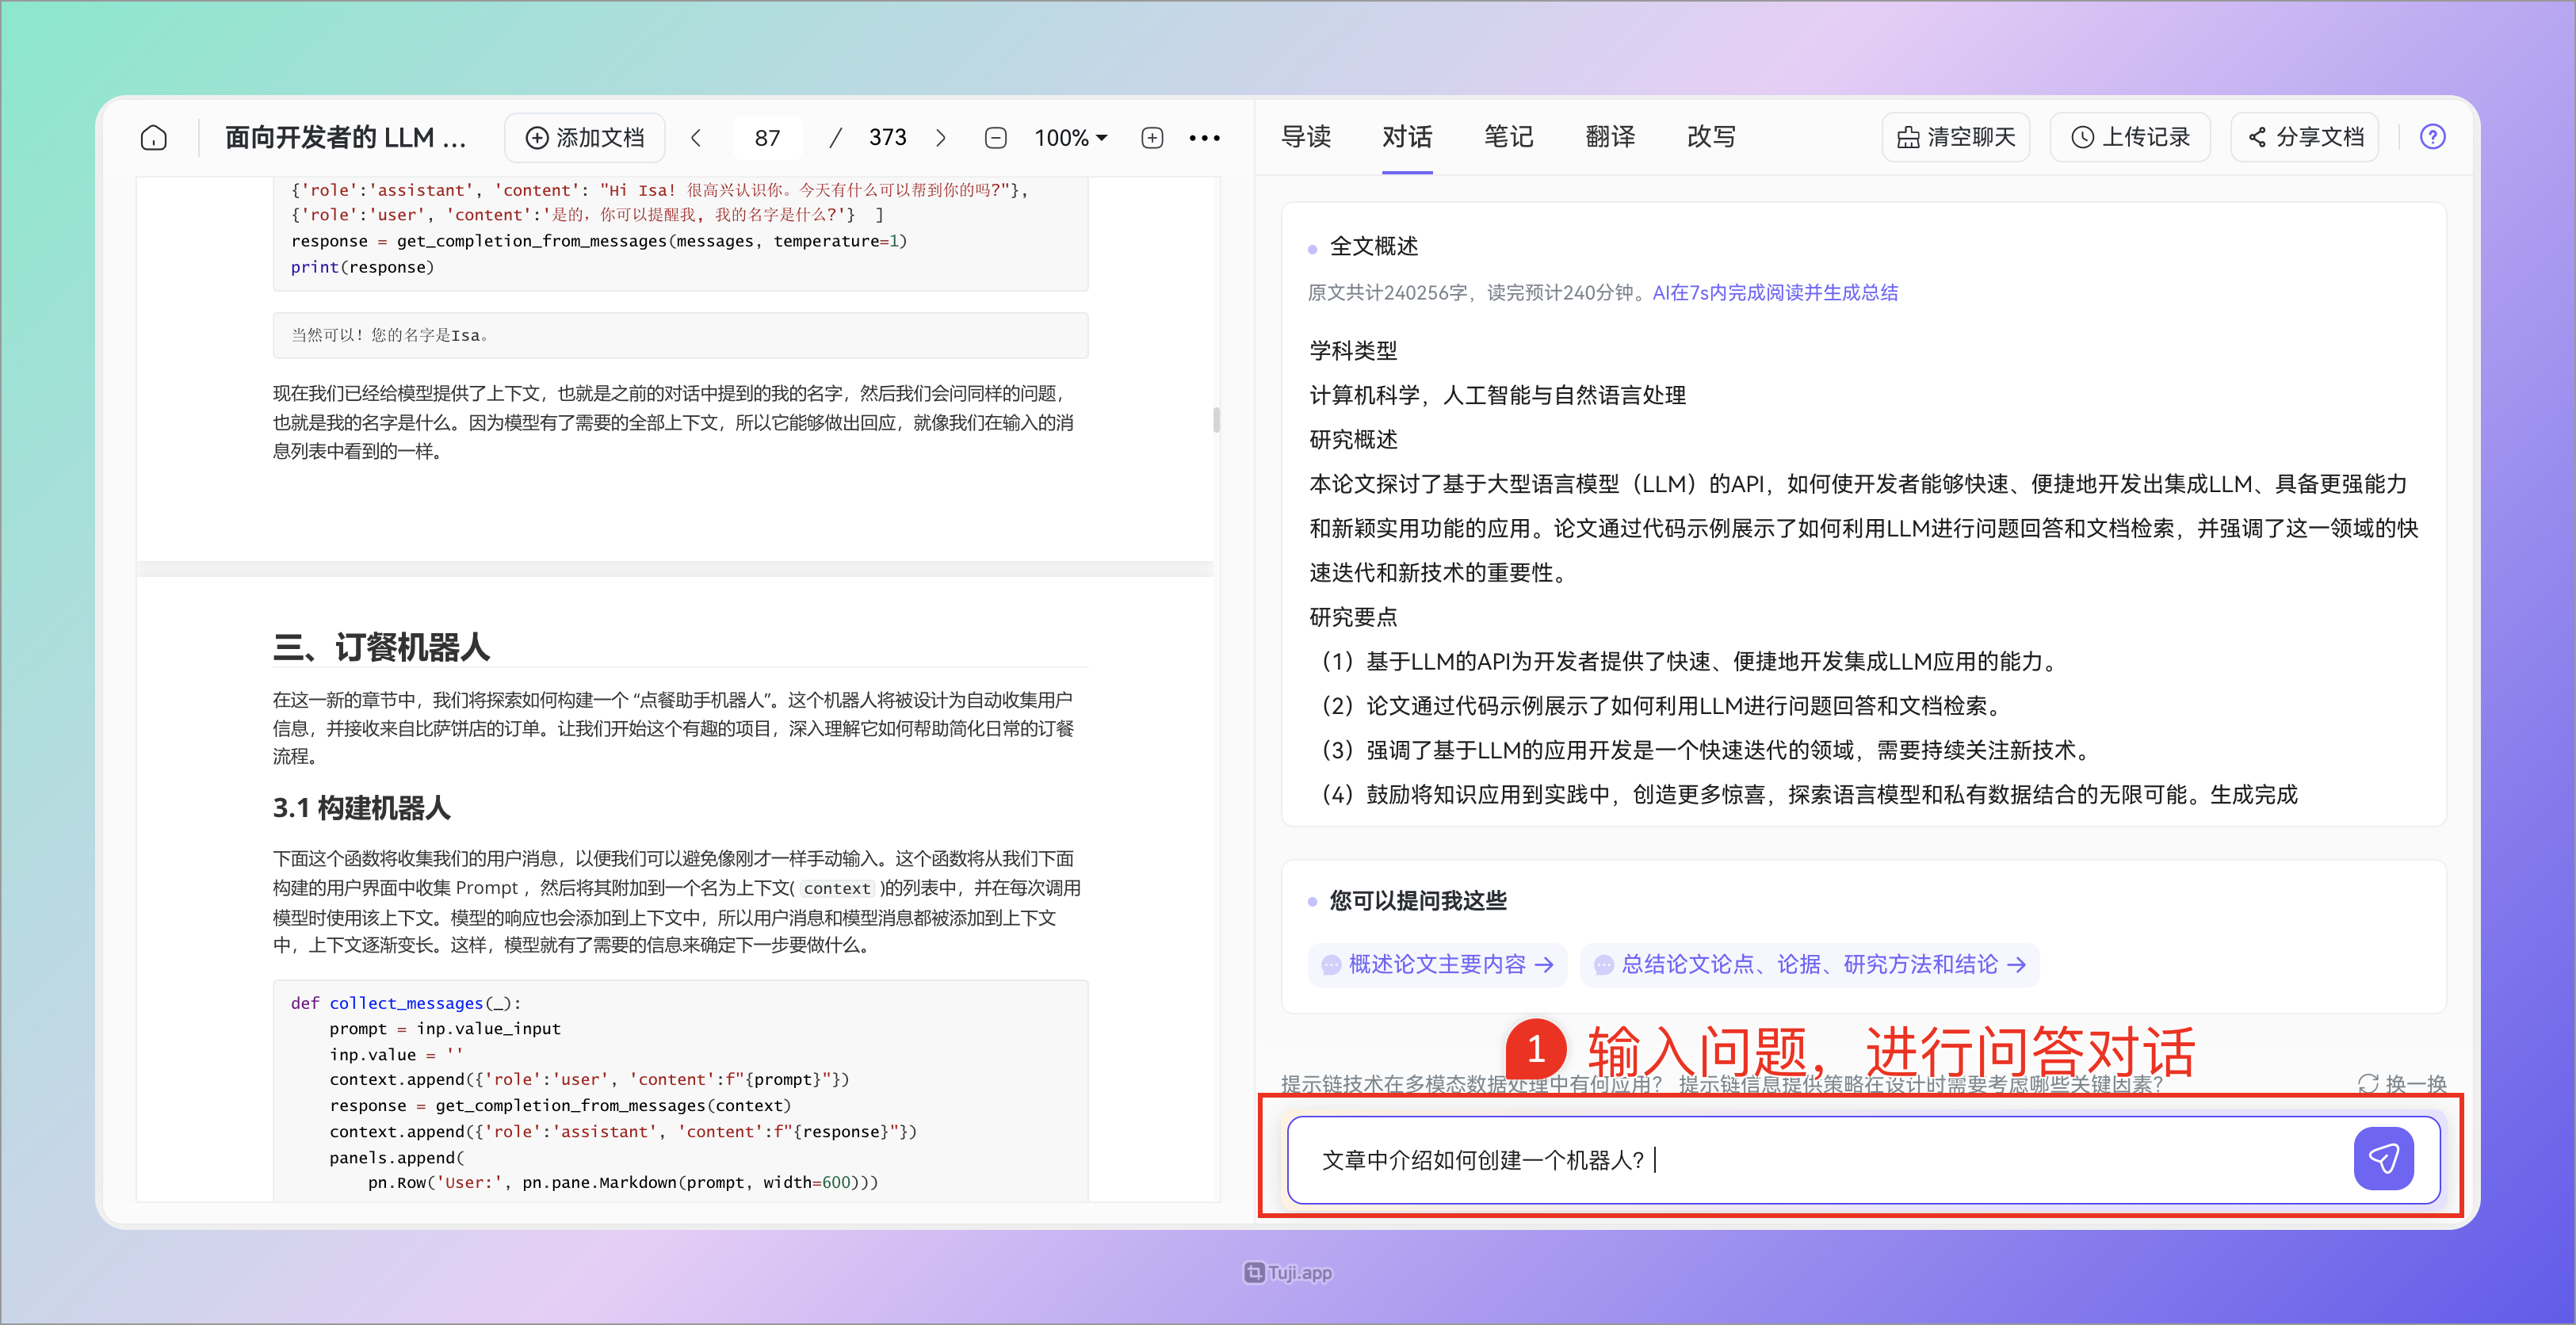 面向开发者的 LLM ...
添加文档
87 / 373
100%
{'role':'assistant', 'content': "Hi Isa! 很高兴认识你。今天有什么可以帮到你的吗?"},
{'role':'user', 'content':'是的，你可以提醒我, 我的名字是什么?'}  ]
response = get_completion_from_messages(messages, temperature=1)
print(response)
当然可以！您的名字是Isa。
现在我们已经给模型提供了上下文，也就是之前的对话中提到的我的名字，然后我们会问同样的问题，
也就是我的名字是什么。因为模型有了需要的全部上下文，所以它能够做出回应，就像我们在输入的消
息列表中看到的一样。
三、订餐机器人
在这一新的章节中，我们将探索如何构建一个 “点餐助手机器人”。这个机器人将被设计为自动收集用户
信息，并接收来自比萨饼店的订单。让我们开始这个有趣的项目，深入理解它如何帮助简化日常的订餐
流程。
3.1 构建机器人
下面这个函数将收集我们的用户消息，以便我们可以避免像刚才一样手动输入。这个函数将从我们下面
构建的用户界面中收集 Prompt ，然后将其附加到一个名为上下文( context )的列表中，并在每次调用
模型时使用该上下文。模型的响应也会添加到上下文中，所以用户消息和模型消息都被添加到上下文
中，上下文逐渐变长。这样，模型就有了需要的信息来确定下一步要做什么。
def collect_messages(_):
    prompt = inp.value_input
    inp.value = ''
    context.append({'role':'user', 'content':f"{prompt}"})
    response = get_completion_from_messages(context)
    context.append({'role':'assistant', 'content':f"{response}"})
    panels.append(
        pn.Row('User:', pn.pane.Markdown(prompt, width=600)))
导读 对话 笔记 翻译 改写
清空聊天
上传记录
分享文档
?
全文概述
原文共计240256字，读完预计240分钟。AI在7s内完成阅读并生成总结
学科类型
计算机科学，人工智能与自然语言处理
研究概述
本论文探讨了基于大型语言模型（LLM）的API，如何使开发者能够快速、便捷地开发出集成LLM、具备更强能力
和新颖实用功能的应用。论文通过代码示例展示了如何利用LLM进行问题回答和文档检索，并强调了这一领域的快
速迭代和新技术的重要性。
研究要点
（1）基于LLM的API为开发者提供了快速、便捷地开发集成LLM应用的能力。
（2）论文通过代码示例展示了如何利用LLM进行问题回答和文档检索。
（3）强调了基于LLM的应用开发是一个快速迭代的领域，需要持续关注新技术。
（4）鼓励将知识应用到实践中，创造更多惊喜，探索语言模型和私有数据结合的无限可能。生成完成
您可以提问我这些
概述论文主要内容 →
总结论文论点、论据、研究方法和结论 →
1 输入问题，进行问答对话
提示链技术在多模态数据处理中有何应用？ 提示链信息提供策略在设计时需要考虑哪些关键因素？
换一换
文章中介绍如何创建一个机器人？
Tuji.app